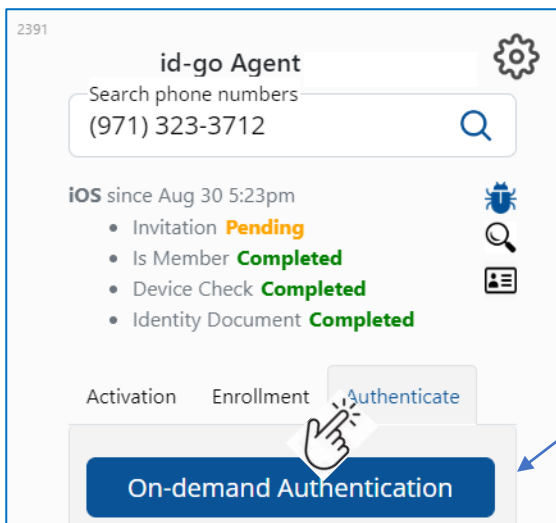 2391
id-go Agent
Search phone numbers
(971) 323-3712
iOS since Aug 30 5:23pm
Invitation Pending
Is Member Completed
Device Check Completed
Identity Document Completed
Activation Enrollment Authenticate
On-demand Authentication